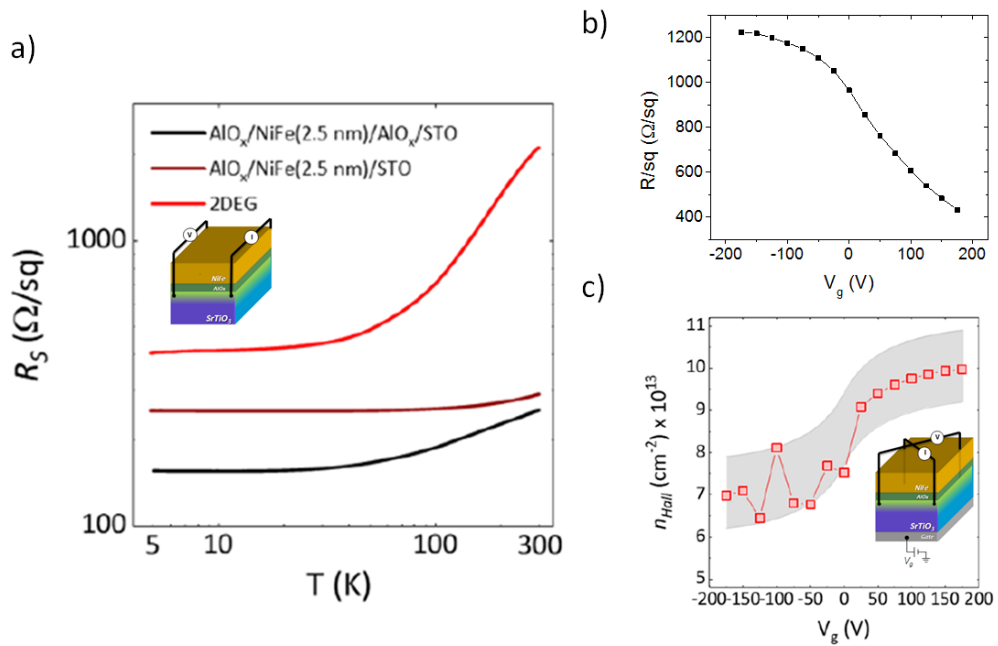 a)
AlOx/NiFe(2.5 nm)/AlOx/STO
AlOx/NiFe(2.5 nm)/STO
2DEG
V
I
NiFe
AlOx
SrTiO3
1000
100
RS (Ω/sq)
5 10 100 300
T (K)
b)
1200
1000
800
600
400
R/sq (Ω/sq)
-200 -100 0 100 200
Vg (V)
c)
11
10
9
8
7
6
5
nHall (cm-2) x 10^13
V
I
NiFe
AlOx
SrTiO3
Gate
Vg
-200 -150 -100 -50 0 50 100 150 200
Vg (V)